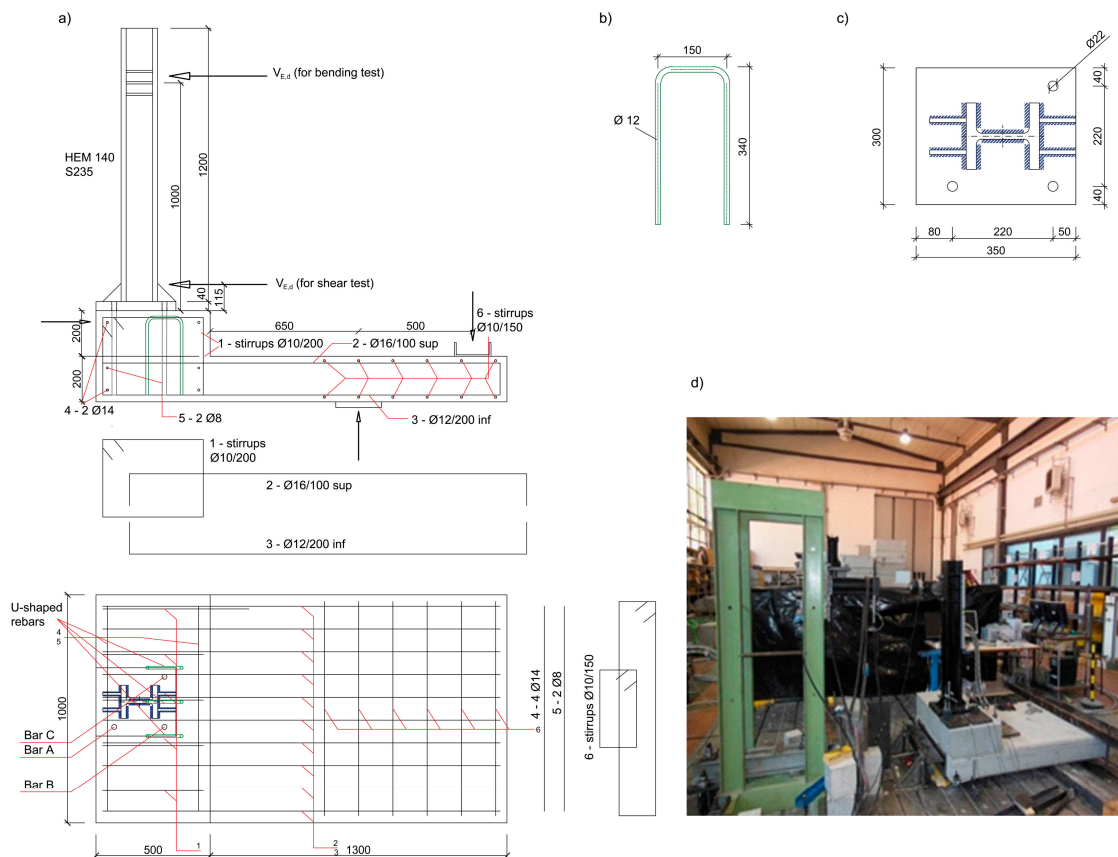 a)
V_E,d (for bending test)
HEM 140
S235
1200
1000
V_E,d (for shear test)
40
115
200
200
650
500
6 - stirrups
Ø10/150
1 - stirrups Ø10/200
2 - Ø16/100 sup
4 - 2 Ø14
5 - 2 Ø8
3 - Ø12/200 inf
1 - stirrups
Ø10/200
2 - Ø16/100 sup
3 - Ø12/200 inf
U-shaped
rebars
4
5
1000
Bar C
Bar A
Bar B
6
4 - 4 Ø14
5 - 2 Ø8
6 - stirrups Ø10/150
1
2
3
500
1300
b)
150
Ø 12
340
c)
Ø22
300
40
220
40
80
220
50
350
d)